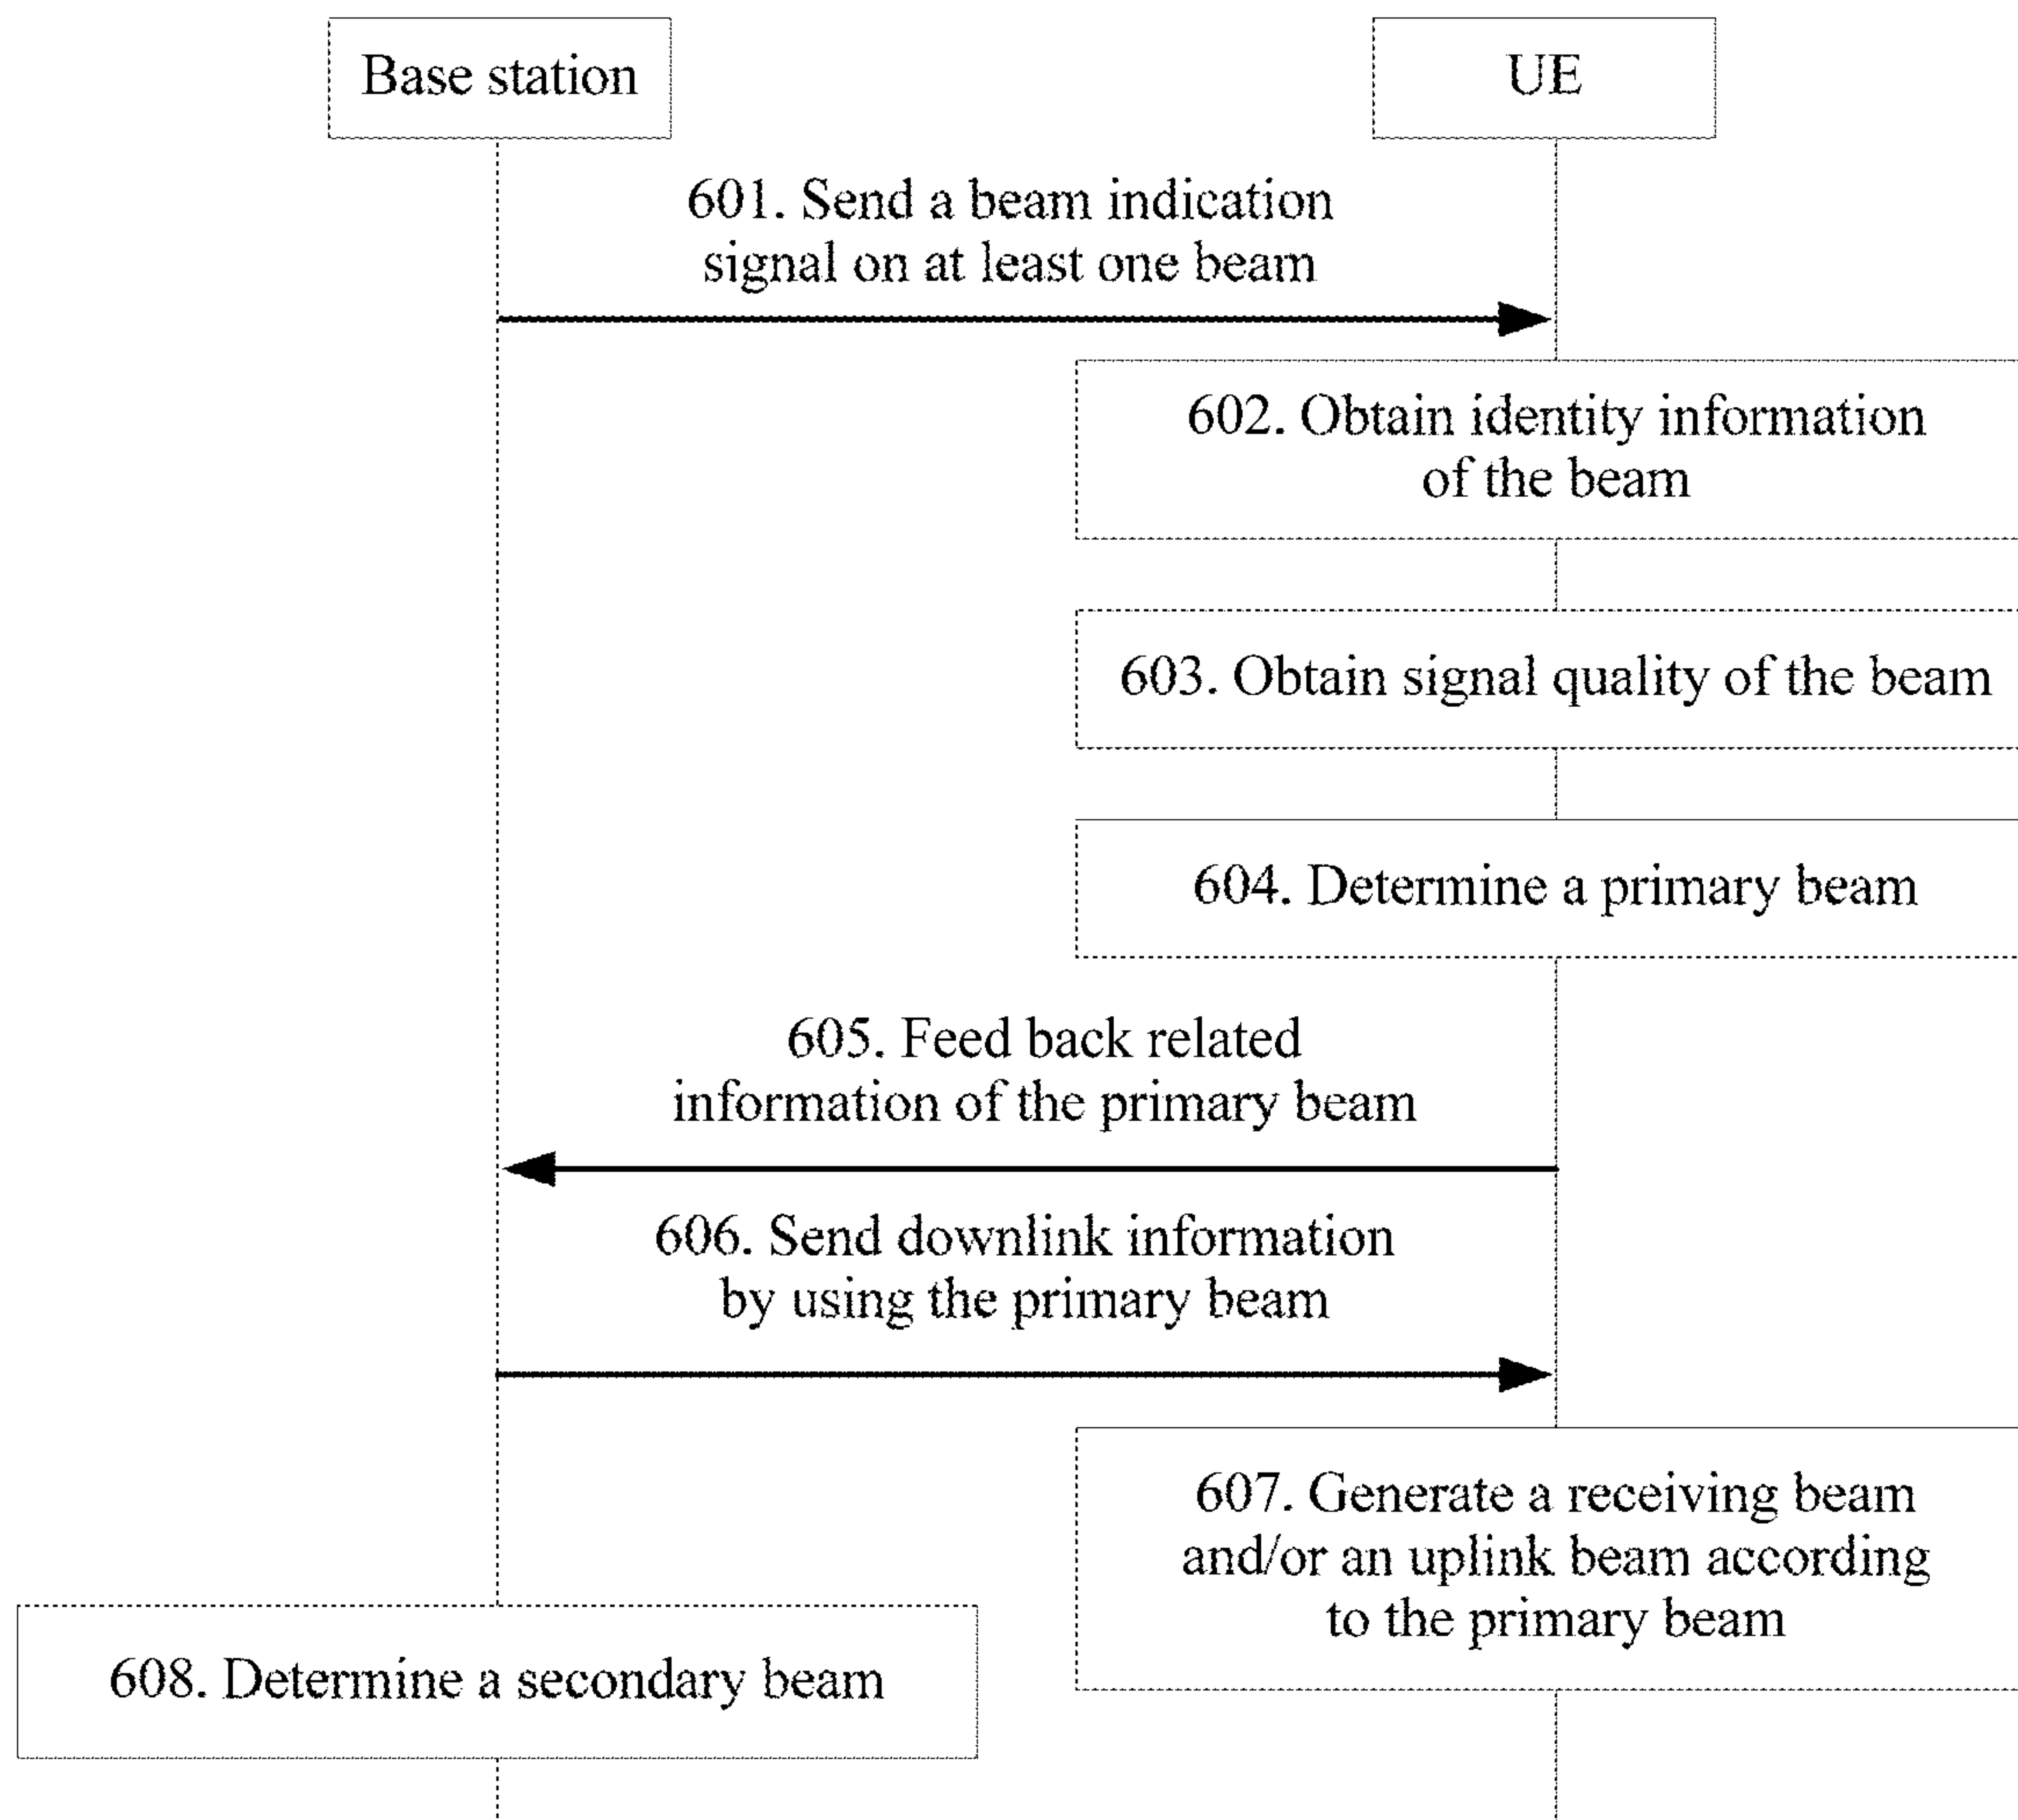 Base station
UE
601. Send a beam indication
signal on at least one beam
602. Obtain identity information
of the beam
603. Obtain signal quality of the beam
604. Determine a primary beam
605. Feed back related
information of the primary beam
606. Send downlink information
by using the primary beam
607. Generate a receiving beam
and/or an uplink beam according
to the primary beam
608. Determine a secondary beam